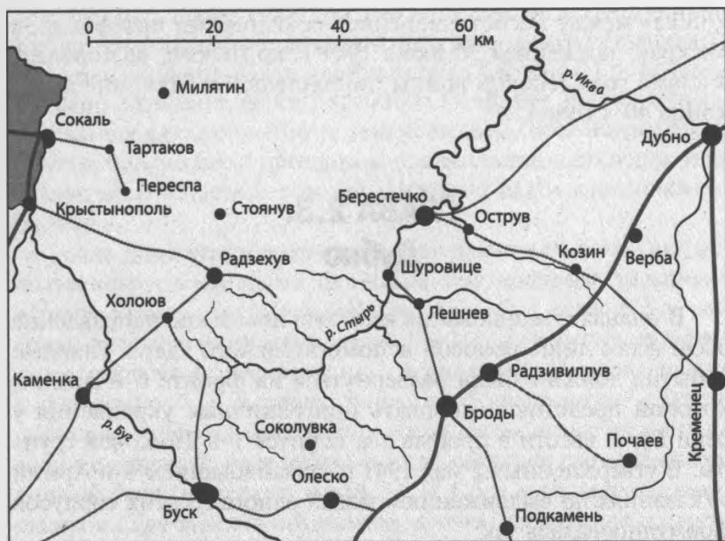 0 20 40 60 км
Милятин
р. Иква
Сокаль
Дубно
Тартаков
Переспа
Берестечко
Стоянув
Острув
Крыстынополь
Верба
Козин
Радзехув
Шуровице
Холоюв
р. Стырь
Лешнев
Радзивиллув
Каменка
Броды
Кременец
р. Буг
Соколувка
Почаев
Олеско
Буск
Подкамень